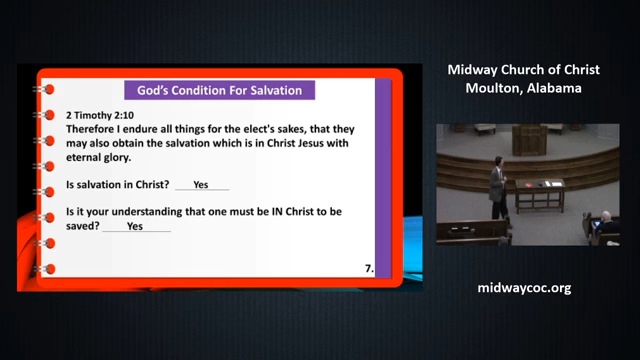 God's Condition For Salvation
2 Timothy 2:10
Therefore I endure all things for the elect's sakes, that they
may also obtain the salvation which is in Christ Jesus with
eternal glory.
Is salvation in Christ? Yes
Is it your understanding that one must be IN Christ to be
saved? Yes
7.
Midway Church of Christ
Moulton, Alabama
midwaycoc.org